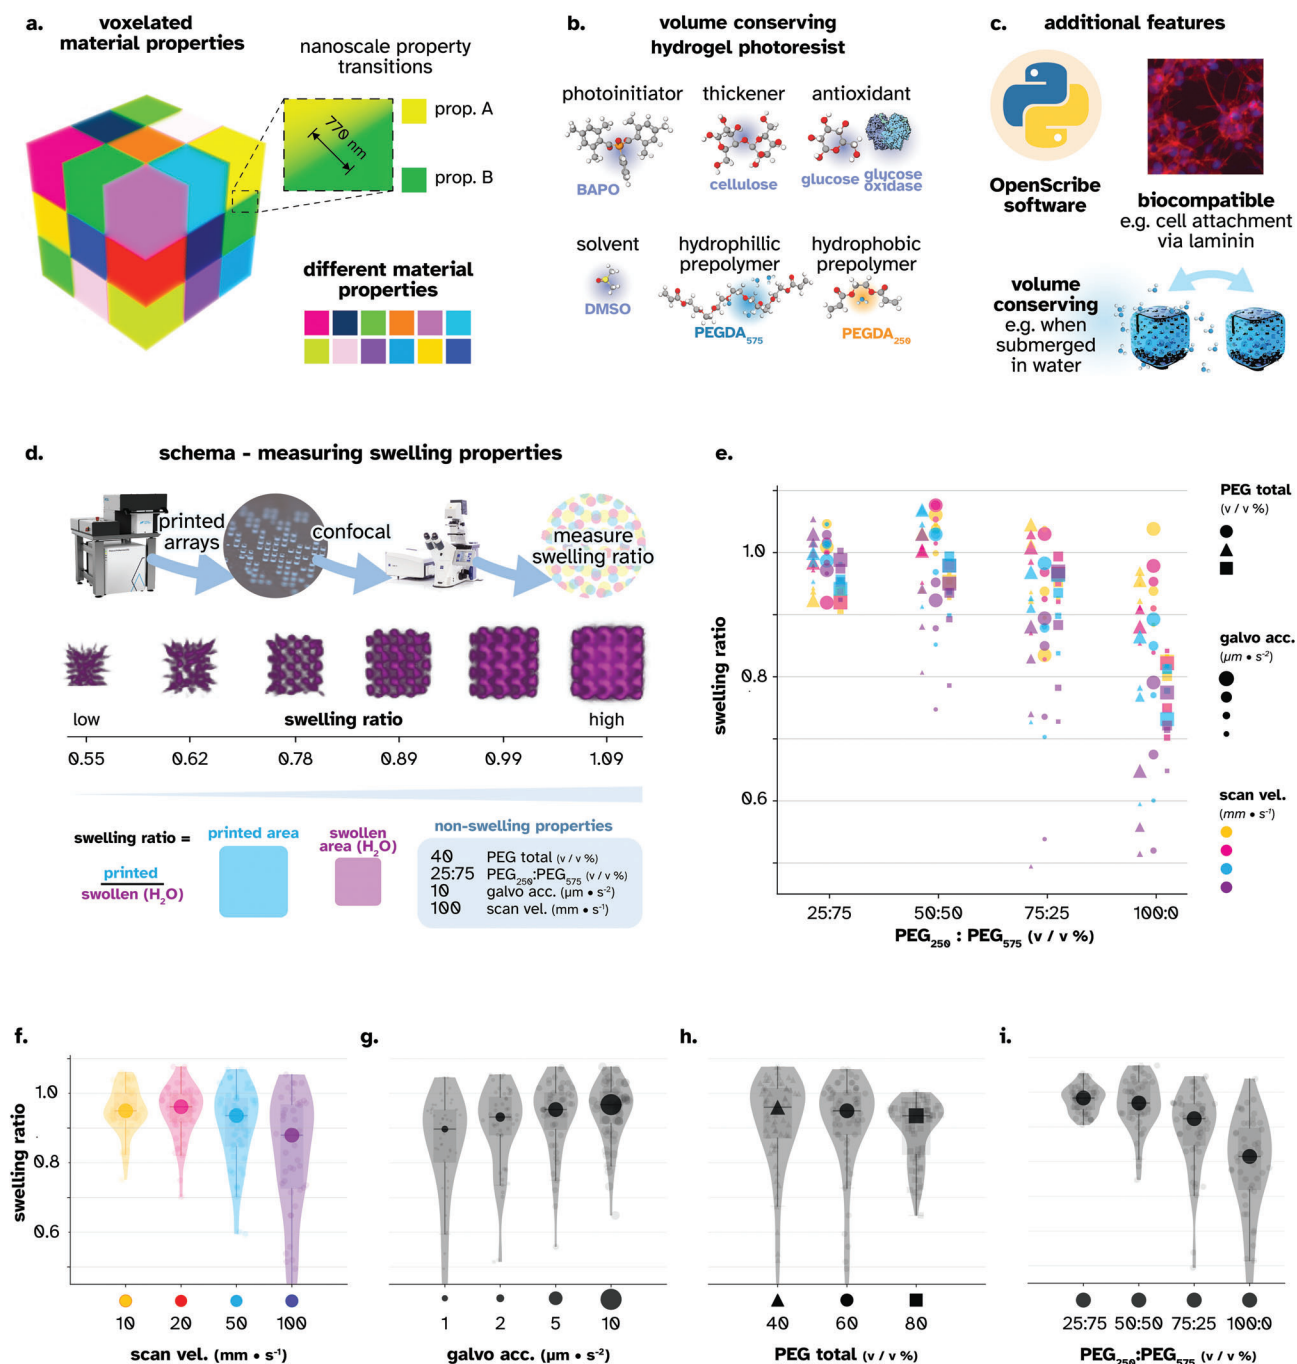 a.
voxelated
material properties
nanoscale property
transitions
770 nm
prop. A
prop. B
different material
properties
b.
volume conserving
hydrogel photoresist
photoinitiator
thickener
antioxidant
BAPO
cellulose
glucose
glucose
oxidase
solvent
hydrophillic
prepolymer
hydrophobic
prepolymer
DMSO
PEGDA₅₇₅
PEGDA₂₅₀
c.
additional features
OpenScribe
software
biocompatible
e.g. cell attachment
via laminin
volume
conserving
e.g. when
submerged
in water
d.
schema - measuring swelling properties
printed
arrays
confocal
measure
swelling ratio
low
swelling ratio
high
0.55 0.62 0.78 0.89 0.99 1.09
swelling ratio =
printed
swollen (H₂O)
printed area
swollen
area (H₂O)
non-swelling properties
40 PEG total (v / v %)
25:75 PEG₂₅₀:PEG₅₇₅ (v / v %)
10 galvo acc. (µm • s⁻²)
100 scan vel. (mm • s⁻¹)
e.
swelling ratio
1.0
0.8
0.6
25:75 50:50 75:25 100:0
PEG₂₅₀ : PEG₅₇₅ (v / v %)
PEG total
(v / v %)
galvo acc.
(µm • s⁻²)
scan vel.
(mm • s⁻¹)
f.
swelling ratio
1.0
0.8
0.6
10 20 50 100
scan vel. (mm • s⁻¹)
g.
1 2 5 10
galvo acc. (µm • s⁻²)
h.
40 60 80
PEG total (v / v %)
i.
25:75 50:50 75:25 100:0
PEG₂₅₀:PEG₅₇₅ (v / v %)